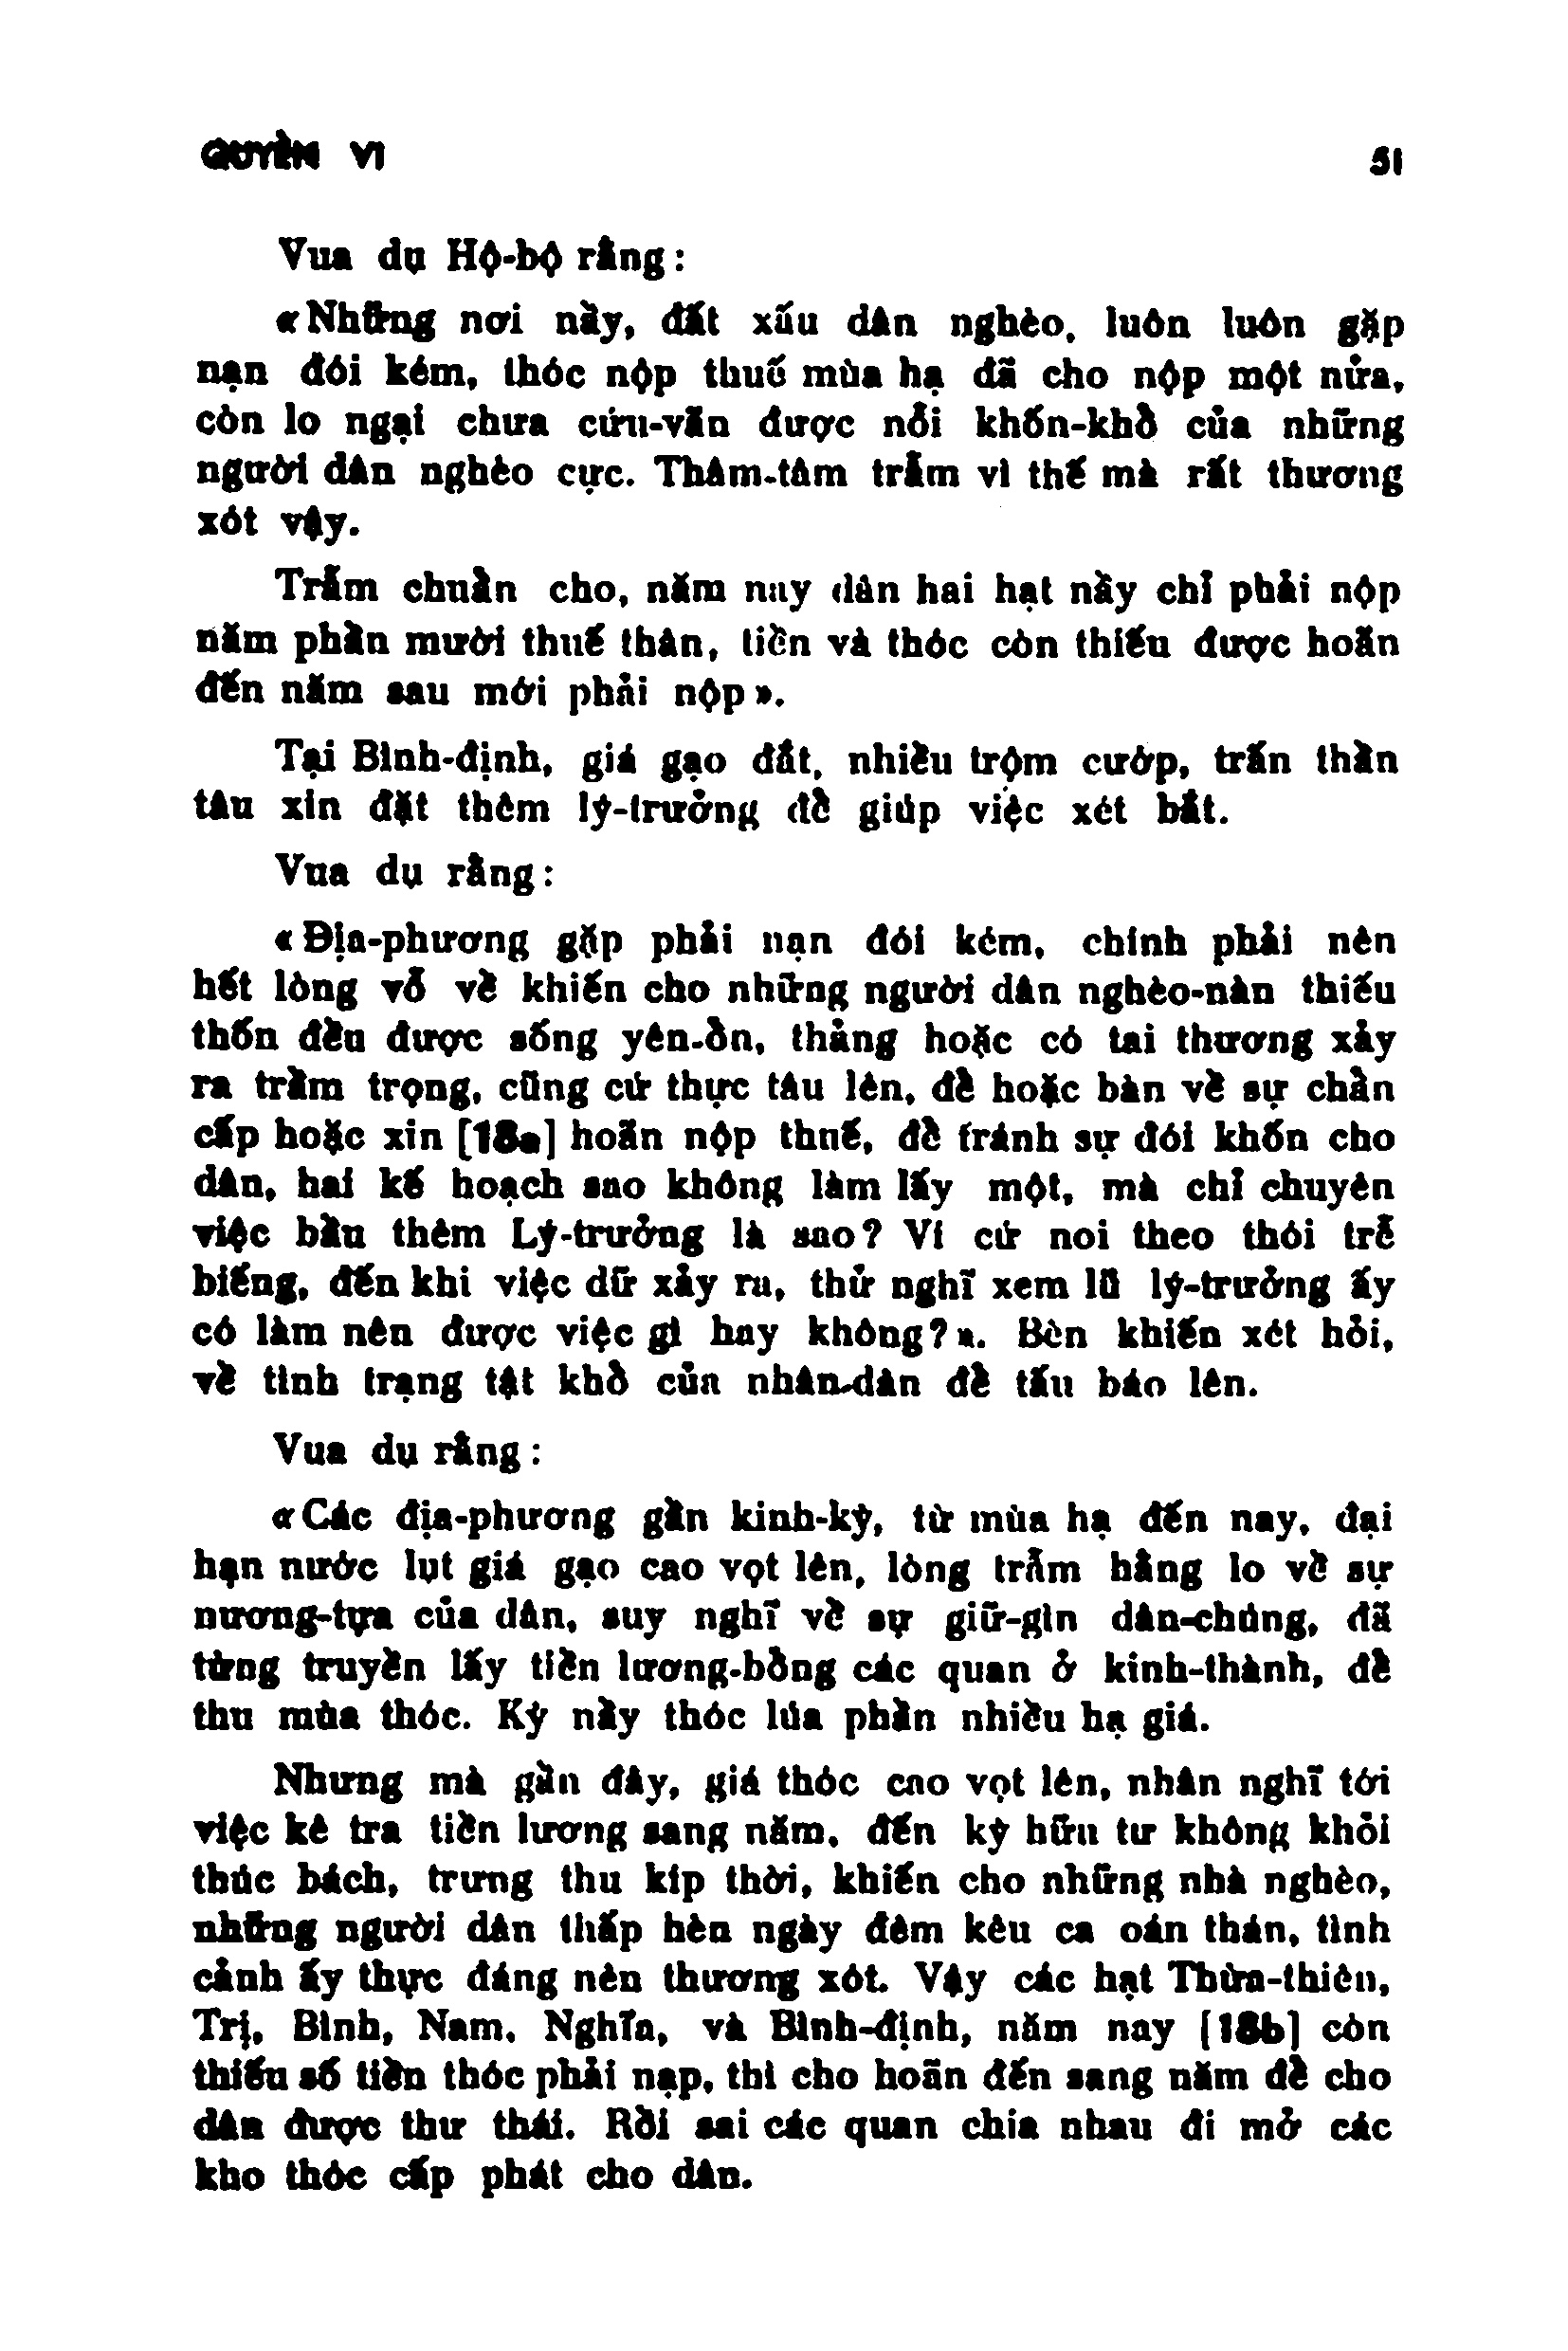 QUYỂN VI 51
Vua dụ Hộ-bộ rằng:
«Những nơi nầy, đất xấu dân nghèo, luôn luôn gặp
nạn đói kém, thóc nộp thuế mùa hạ đã cho nộp một nửa,
còn lo ngại chưa cứu-vãn được nỗi khốn-khổ của những
người dân nghèo cực. Thâm-tâm trẫm vì thế mà rất thương
xót vậy.
Trẫm chuẩn cho, năm nay dân hai hạt nầy chỉ phải nộp
năm phần mười thuế thân, tiền và thóc còn thiếu được hoãn
đến năm sau mới phải nộp».
Tại Bình-định, giá gạo đắt, nhiều trộm cướp, trấn thần
tâu xin đặt thêm lý-trưởng để giúp việc xét bắt.
Vua dụ rằng:
«Địa-phương gặp phải nạn đói kém, chính phải nên
hết lòng vỗ về khiến cho những người dân nghèo-nàn thiếu
thốn đều được sống yên-ổn, thảng hoặc có tai thương xảy
ra trầm trọng, cũng cứ thực tâu lên, để hoặc bàn về sự chẩn
cấp hoặc xin [18a] hoãn nộp thuế, để tránh sự đói khốn cho
dân, hai kế hoạch sao không làm lấy một, mà chỉ chuyên
việc bầu thêm Lý-trưởng là sao? Ví cứ noi theo thói trễ
biếng, đến khi việc dữ xảy ra, thử nghĩ xem lũ lý-trưởng ấy
có làm nên được việc gì hay không?». Bèn khiến xét hỏi,
về tình trạng tật khổ của nhân-dân để tấu báo lên.
Vua dụ rằng:
«Các địa-phương gần kinh-kỳ, từ mùa hạ đến nay, đại
hạn nước lụt giá gạo cao vọt lên, lòng trẫm hằng lo về sự
nương-tựa của dân, suy nghĩ về sự giữ-gìn dân-chúng, đã
từng truyền lấy tiền lương-bổng các quan ở kinh-thành, để
thu mùa thóc. Kỳ nầy thóc lúa phần nhiều hạ giá.
Nhưng mà gần đây, giá thóc cao vọt lên, nhân nghĩ tới
việc kê tra tiền lương sang năm, đến kỳ hữu tư không khỏi
thúc bách, trưng thu kíp thời, khiến cho những nhà nghèo,
những người dân thấp hèn ngày đêm kêu ca oán thán, tình
cảnh ấy thực đáng nên thương xót. Vậy các hạt Thừa-thiên,
Trị, Bình, Nam, Nghĩa, và Bình-định, năm nay [18b] còn
thiếu số tiền thóc phải nạp, thì cho hoãn đến sang năm để cho
dân được thư thái. Rồi sai các quan chia nhau đi mở các
kho thóc cấp phát cho dân.